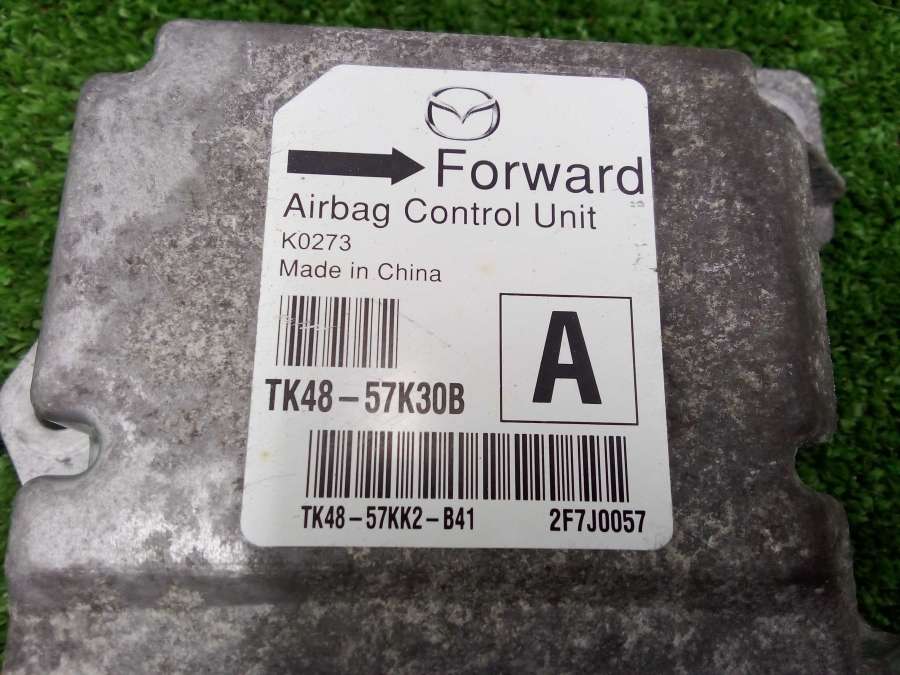 Forward
Airbag Control Unit
K0273
Made in China
A
TK48-57K30B
TK48-57KK2-B41 2F7J0057